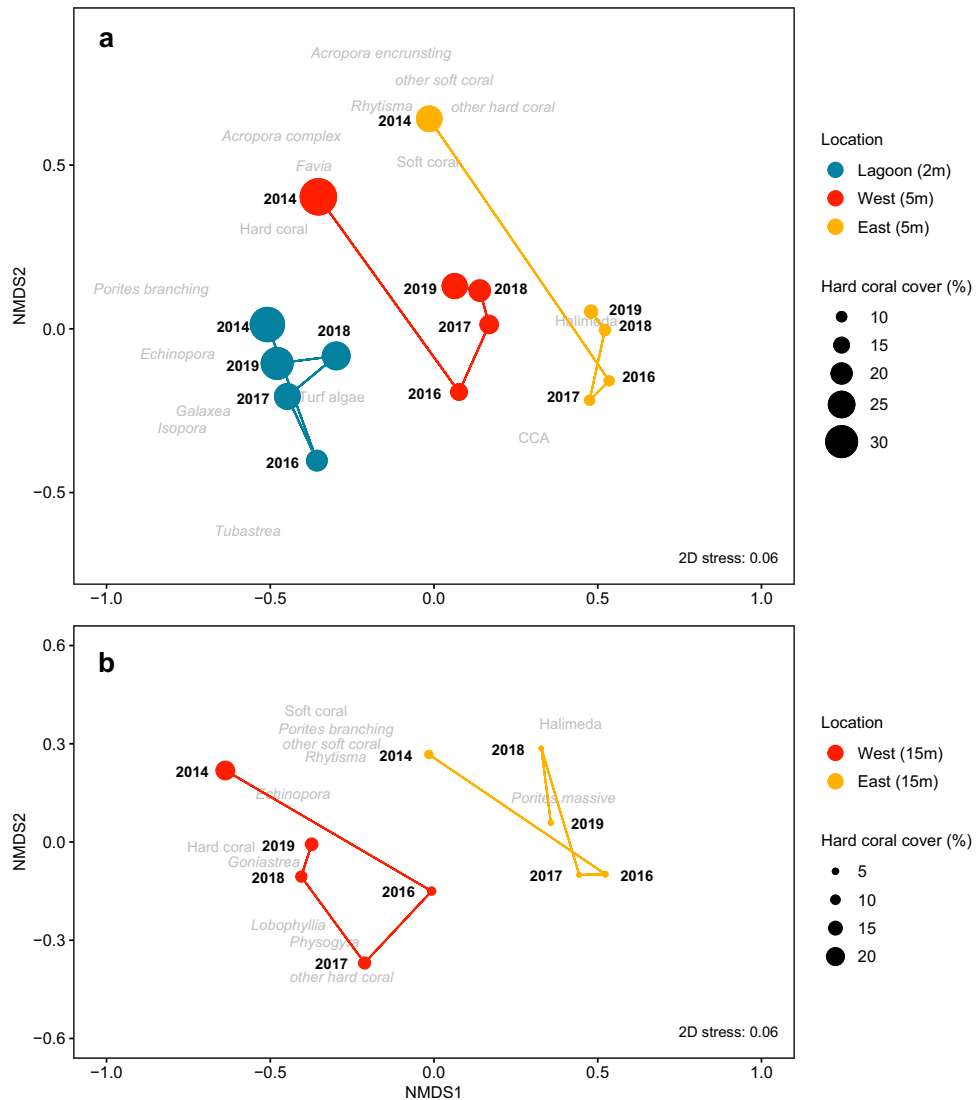 a
Acropora encrunsting
other soft coral
Rhytisma
other hard coral
2014
Acropora complex
Soft coral
Favia
2014
Hard coral
Porites branching
2019
2018
2019
Halimeda
2014
2018
2017
2018
Echinopora
2019
2016
2017
Turf algae
2016
2017
Galaxea
Isopora
CCA
2016
Tubastrea
2D stress: 0.06
0.5
0.0
−0.5
NMDS2
−1.0
−0.5
0.0
0.5
1.0
Location
Lagoon (2m)
West (5m)
East (5m)
Hard coral cover (%)
10
15
20
25
30
b
Soft coral
Porites branching
other soft coral
Rhytisma
2014
2018
Halimeda
2014
Echinopora
Porites massive
2019
Hard coral
2019
Goniastrea
2018
2016
2017
2016
Lobophyllia
Physogyra
2017
other hard coral
2D stress: 0.06
0.6
0.3
0.0
−0.3
−0.6
NMDS2
−1.0
−0.5
0.0
0.5
1.0
NMDS1
Location
West (15m)
East (15m)
Hard coral cover (%)
5
10
15
20